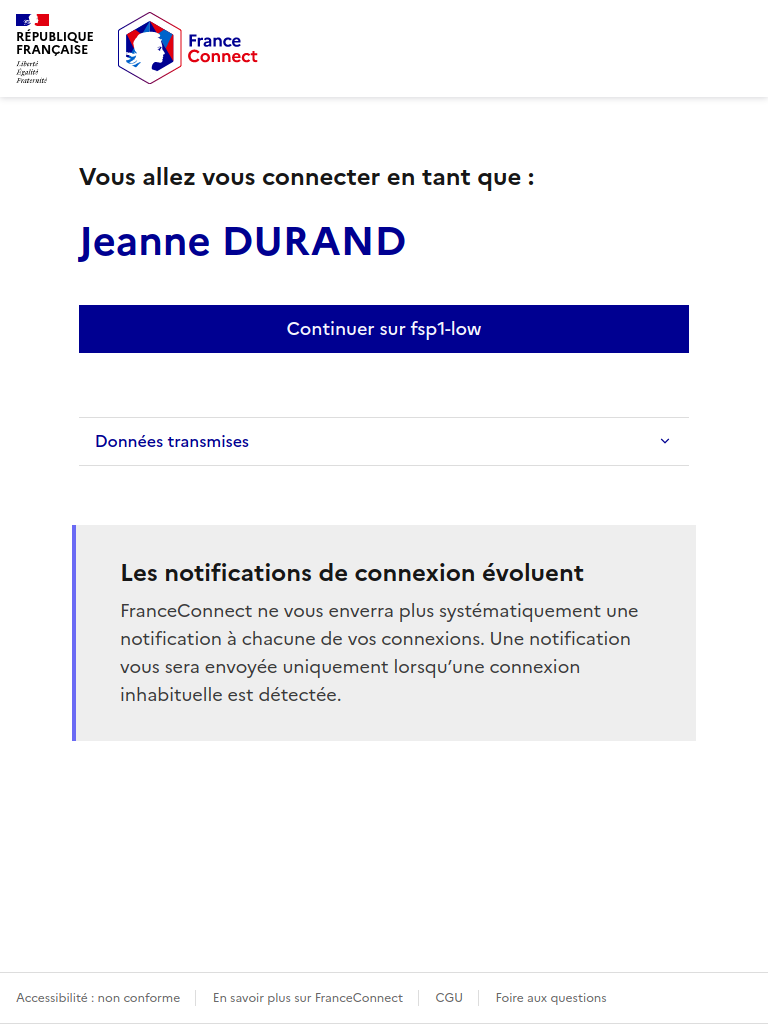 RÉPUBLIQUE
FRANÇAISE
Liberté
Égalité
Fraternité
France
Connect
Vous allez vous connecter en tant que :
Jeanne DURAND
Continuer sur fsp1-low
Données transmises
Les notifications de connexion évoluent
FranceConnect ne vous enverra plus systématiquement une
notification à chacune de vos connexions. Une notification
vous sera envoyée uniquement lorsqu’une connexion
inhabituelle est détectée.
Accessibilité : non conforme
En savoir plus sur FranceConnect
CGU
Foire aux questions